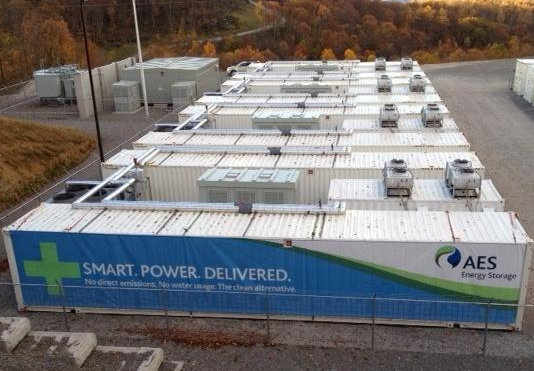 SMART. POWER. DELIVERED.
No direct emissions. No water usage. The clean alternative.
AES
Energy Storage